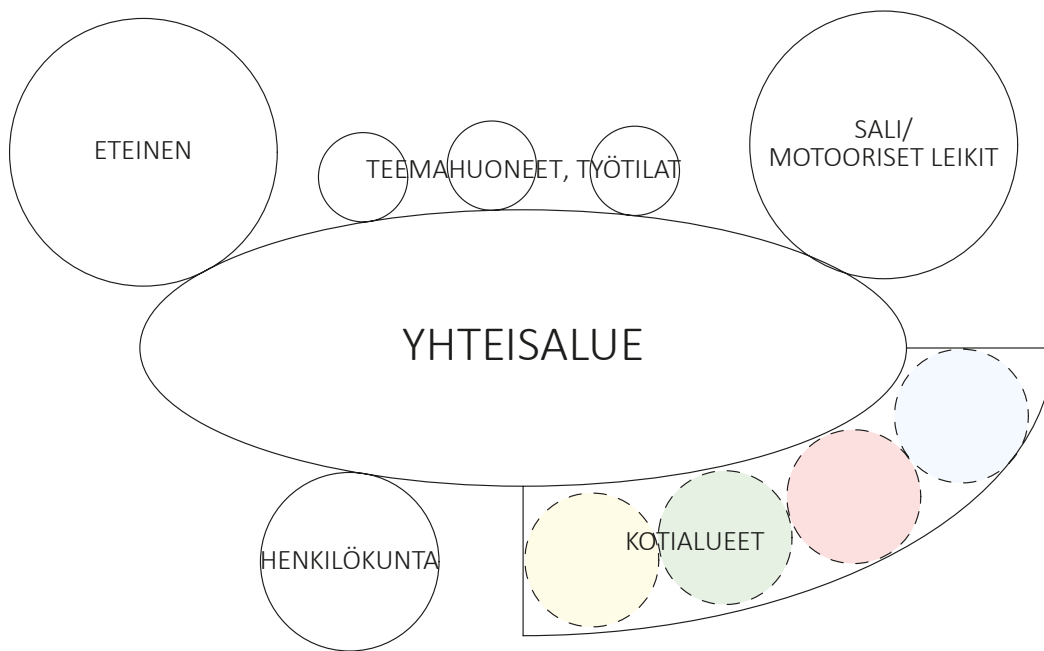 ETEINEN
SALI/
MOTOORISET LEIKIT
TEEMAHUONEET, TYÖTILAT
YHTEISALUE
HENKILÖKUNTA
KOTIALUEET